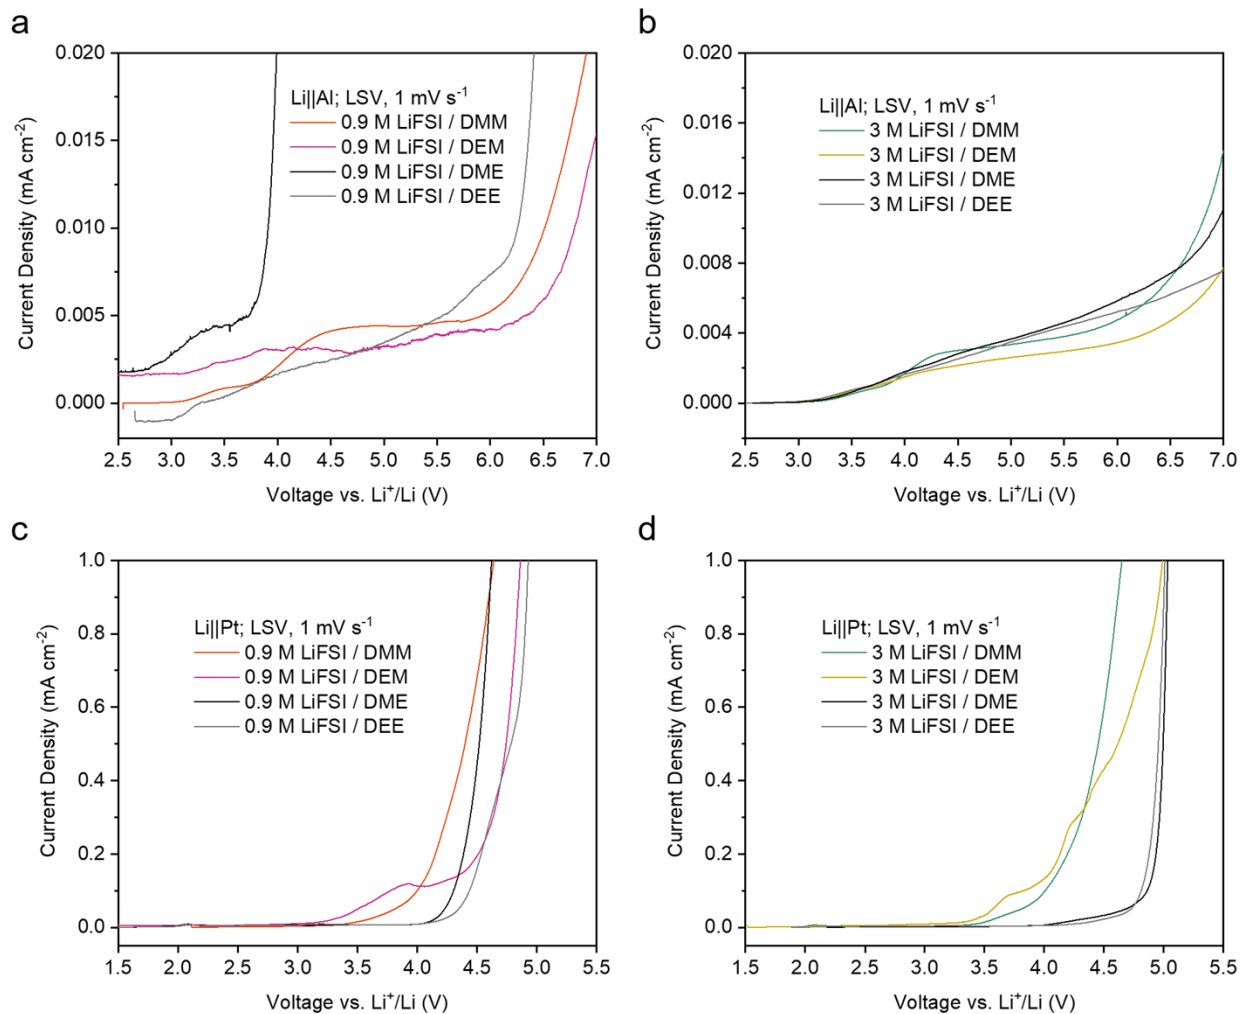 a
0.020
0.015
0.010
0.005
0.000
Current Density (mA cm⁻²)
Li||Al; LSV, 1 mV s⁻¹
0.9 M LiFSI / DMM
0.9 M LiFSI / DEM
0.9 M LiFSI / DME
0.9 M LiFSI / DEE
2.5 3.0 3.5 4.0 4.5 5.0 5.5 6.0 6.5 7.0
Voltage vs. Li⁺/Li (V)
b
0.020
0.016
0.012
0.008
0.004
0.000
Current Density (mA cm⁻²)
Li||Al; LSV, 1 mV s⁻¹
3 M LiFSI / DMM
3 M LiFSI / DEM
3 M LiFSI / DME
3 M LiFSI / DEE
2.5 3.0 3.5 4.0 4.5 5.0 5.5 6.0 6.5 7.0
Voltage vs. Li⁺/Li (V)
c
1.0
0.8
0.6
0.4
0.2
0.0
Current Density (mA cm⁻²)
Li||Pt; LSV, 1 mV s⁻¹
0.9 M LiFSI / DMM
0.9 M LiFSI / DEM
0.9 M LiFSI / DME
0.9 M LiFSI / DEE
1.5 2.0 2.5 3.0 3.5 4.0 4.5 5.0 5.5
Voltage vs. Li⁺/Li (V)
d
1.0
0.8
0.6
0.4
0.2
0.0
Current Density (mA cm⁻²)
Li||Pt; LSV, 1 mV s⁻¹
3 M LiFSI / DMM
3 M LiFSI / DEM
3 M LiFSI / DME
3 M LiFSI / DEE
1.5 2.0 2.5 3.0 3.5 4.0 4.5 5.0 5.5
Voltage vs. Li⁺/Li (V)